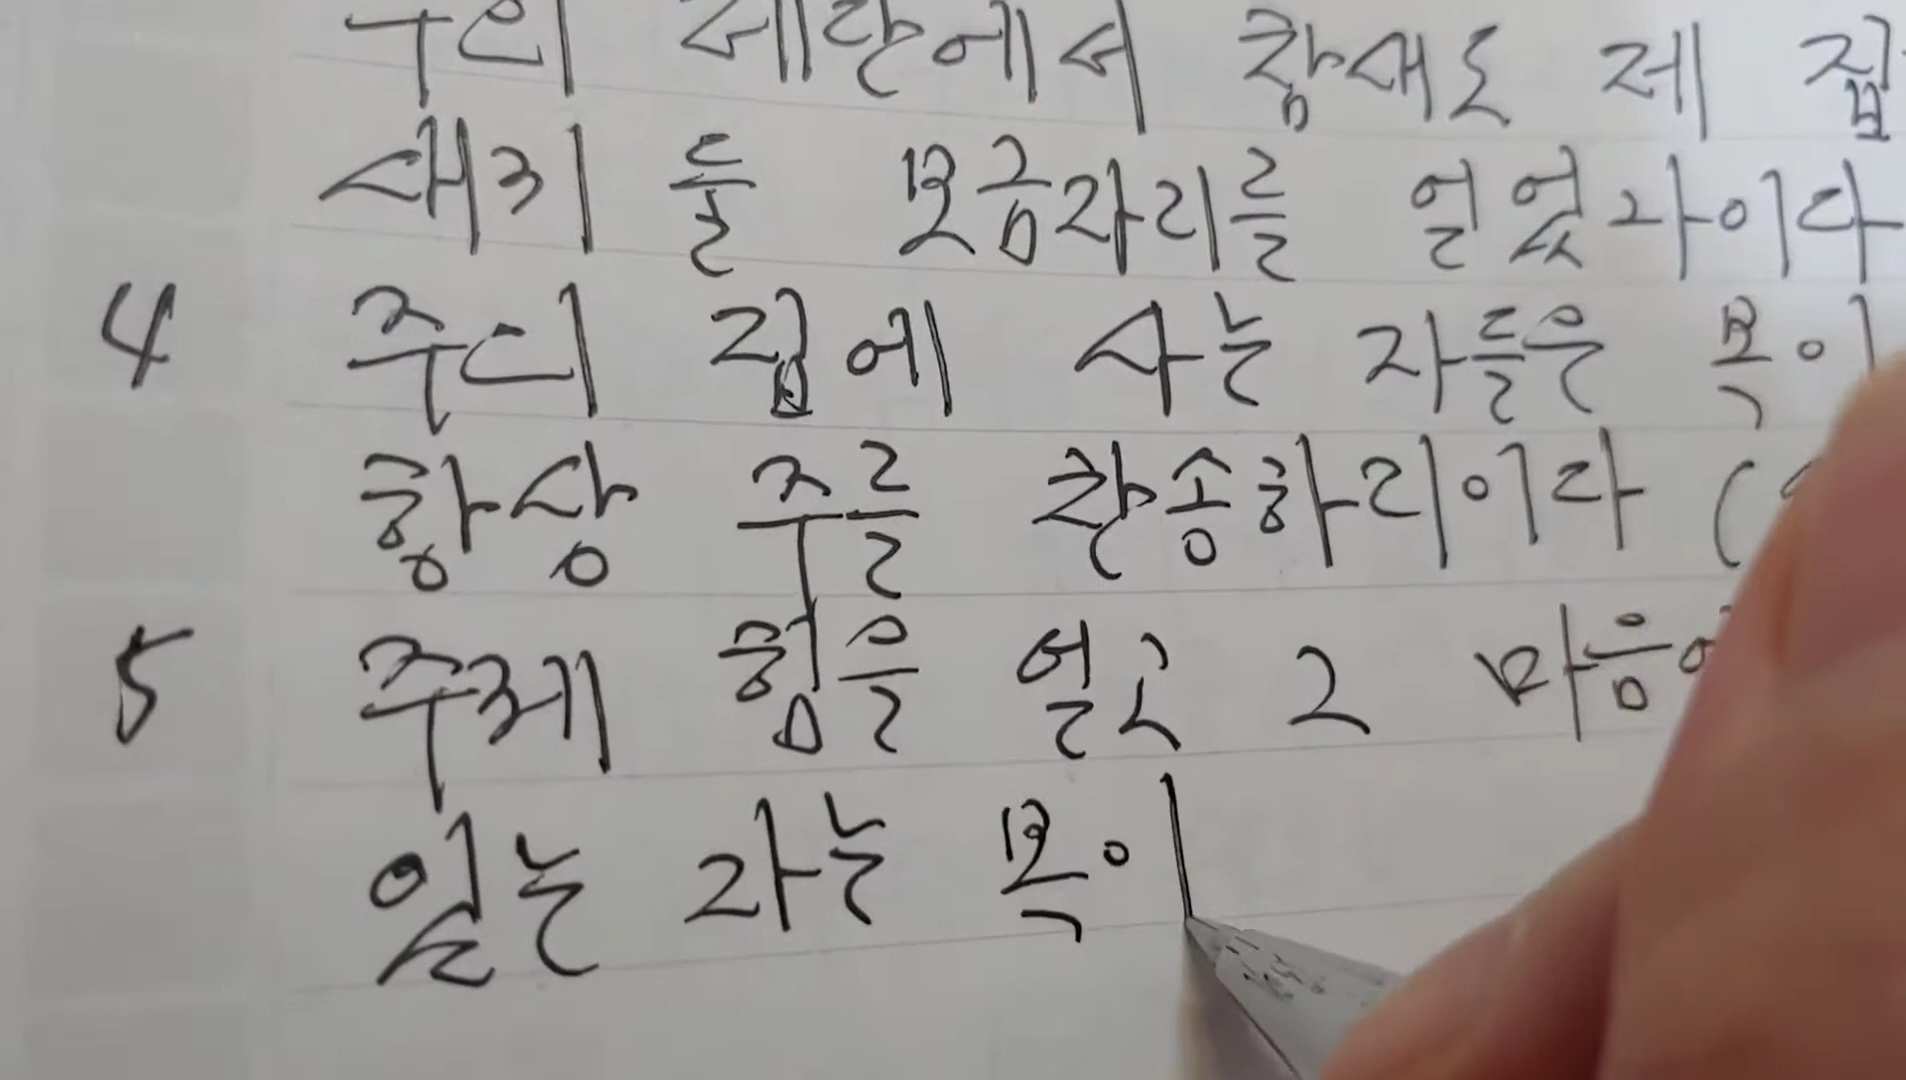 주의 제단에서 참새도 제 집
새끼 둘 보금자리를 얻었나이다
4 주의 집에 사는 자들은 복이
항상 주를 찬송하리이다 (
5 주께 힘을 얻고 그 마음에
있는 자는 복이